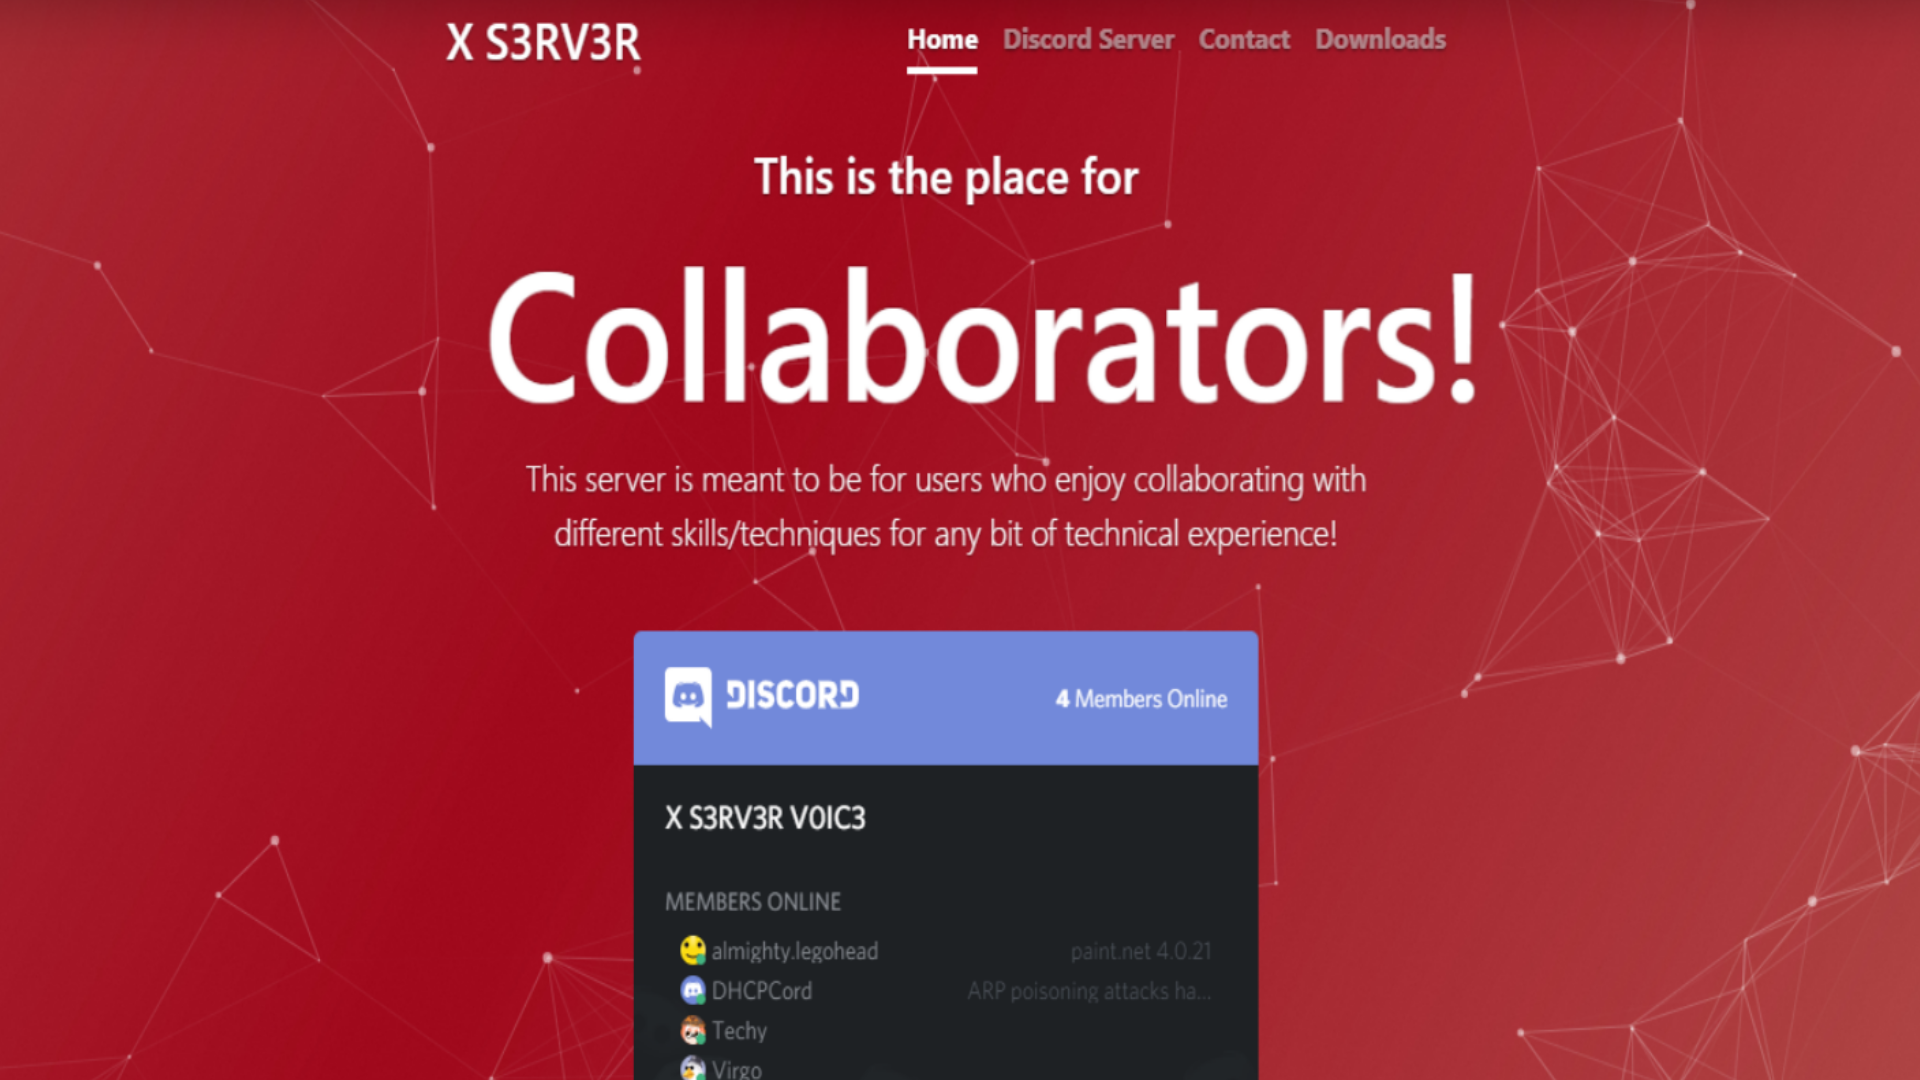 X S3RV3R
Home Discord Server Contact Downloads
This is the place for
Collaborators!
This server is meant to be for users who enjoy collaborating with
different skills/techniques for any bit of technical experience!
DISCORD
4 Members Online
X S3RV3R V0IC3
MEMBERS ONLINE
almighty.legohead paint.net 4.0.21
DHCPCord ARP poisoning attacks ha...
Techy
Virgo